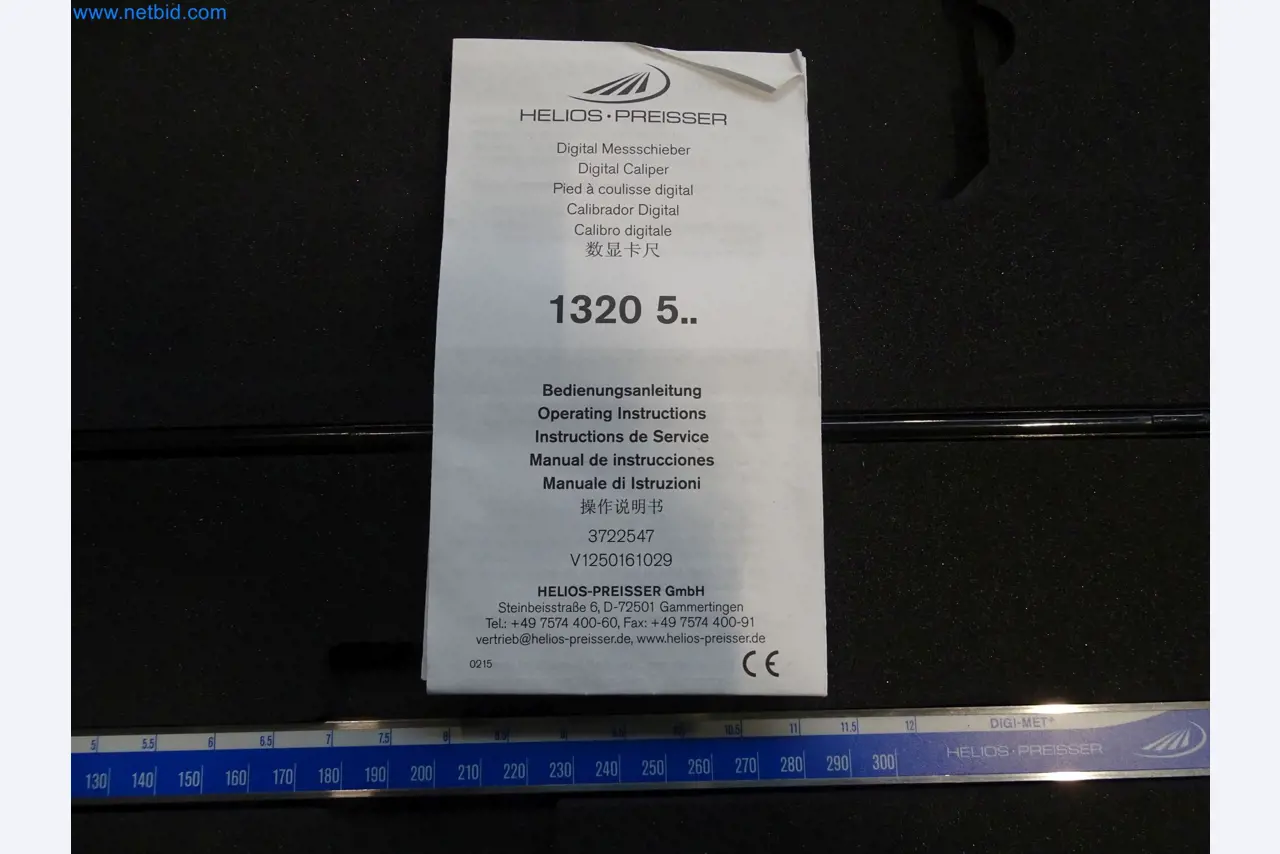 www.netbid.com
HELIOS·PREISSER
Digital Messschieber
Digital Caliper
Pied à coulisse digital
Calibrador Digital
Calibro digitale
数显卡尺
1320 5..
Bedienungsanleitung
Operating Instructions
Instructions de Service
Manual de instrucciones
Manuale di Istruzioni
操作说明书
3722547
V1250161029
HELIOS-PREISSER GmbH
Steinbeisstraße 6, D-72501 Gammertingen
Tel.: +49 7574 400-60, Fax: +49 7574 400-91
vertrieb@helios-preisser.de, www.helios-preisser.de
0215 CE
5 5.5 6 6.5 7 7.5 8 8.5 9 10 10.5 11 11.5 12 DIGI-MET®
HELIOS·PREISSER
130 140 150 160 170 180 190 200 210 220 230 240 250 260 270 280 290 300